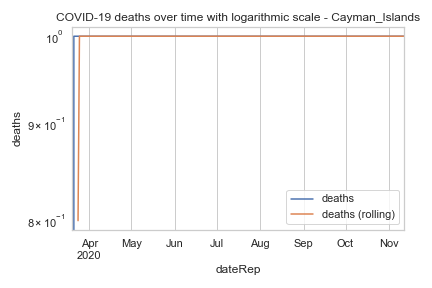 COVID-19 deaths over time with logarithmic scale - Cayman_Islands
10⁰
9 × 10⁻¹
8 × 10⁻¹
deaths
deaths
deaths (rolling)
Apr May Jun Jul Aug Sep Oct Nov
2020
dateRep